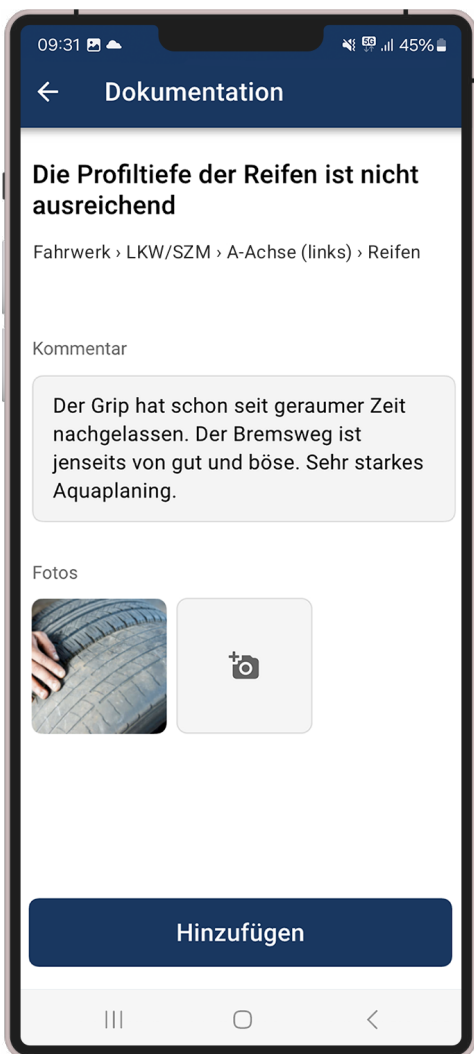 09:31 5G 45%
Dokumentation
Die Profiltiefe der Reifen ist nicht
ausreichend
Fahrwerk › LKW/SZM › A-Achse (links) › Reifen
Kommentar
Der Grip hat schon seit geraumer Zeit
nachgelassen. Der Bremsweg ist
jenseits von gut und böse. Sehr starkes
Aquaplaning.
Fotos
Hinzufügen